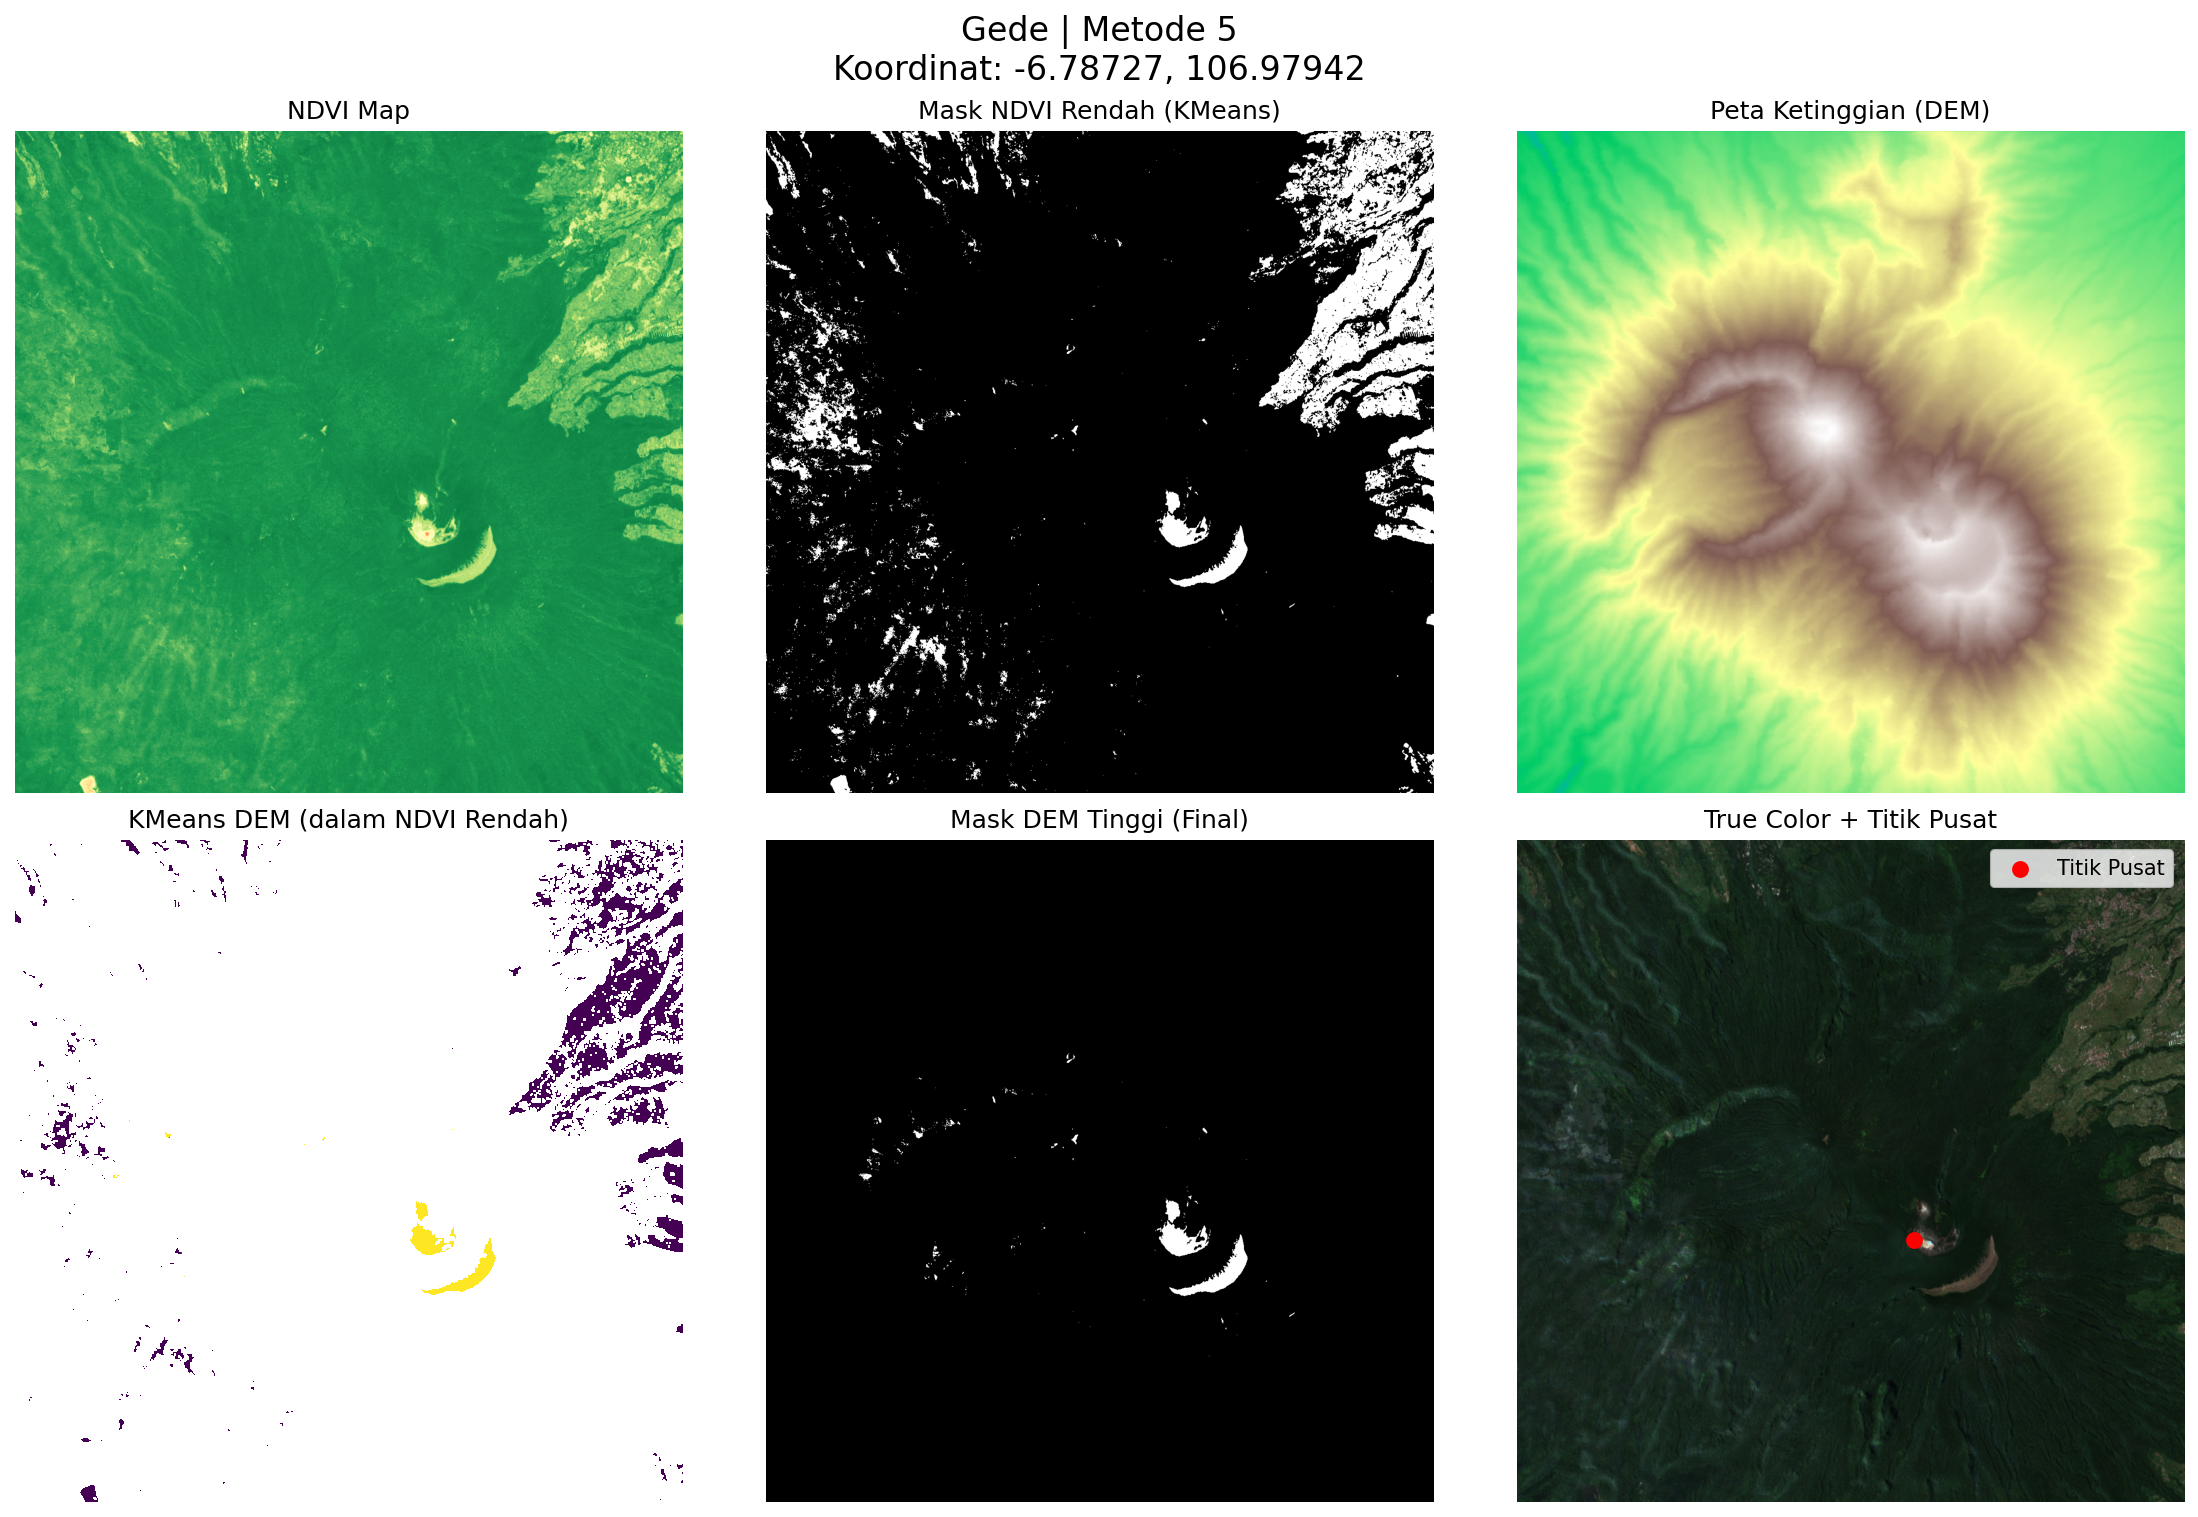 Gede | Metode 5
Koordinat: -6.78727, 106.97942
NDVI Map
Mask NDVI Rendah (KMeans)
Peta Ketinggian (DEM)
KMeans DEM (dalam NDVI Rendah)
Mask DEM Tinggi (Final)
True Color + Titik Pusat
Titik Pusat